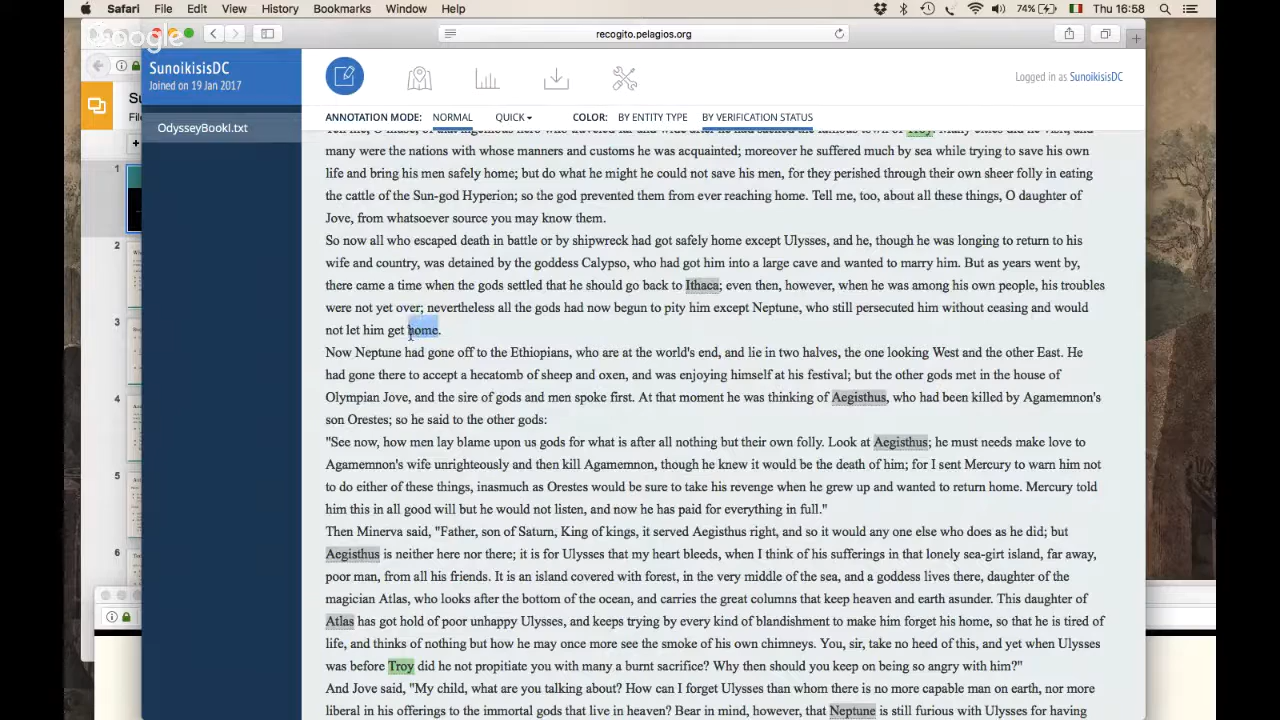 Safari File Edit View History Bookmarks Window Help 74% Thu 16:58
Google
recogito.pelagios.org
SunoikisisDC
Joined on 19 Jan 2017
Logged in as SunoikisisDC
ANNOTATION MODE: NORMAL QUICK COLOR: BY ENTITY TYPE BY VERIFICATION STATUS
OdysseyBookI.txt
Su
File
1
2
3
4
5
6
many were the nations with whose manners and customs he was acquainted; moreover he suffered much by sea while trying to save his own
life and bring his men safely home; but do what he might he could not save his men, for they perished through their own sheer folly in eating
the cattle of the Sun-god Hyperion; so the god prevented them from ever reaching home. Tell me, too, about all these things, O daughter of
Jove, from whatsoever source you may know them.
So now all who escaped death in battle or by shipwreck had got safely home except Ulysses, and he, though he was longing to return to his
wife and country, was detained by the goddess Calypso, who had got him into a large cave and wanted to marry him. But as years went by,
there came a time when the gods settled that he should go back to Ithaca; even then, however, when he was among his own people, his troubles
were not yet over; nevertheless all the gods had now begun to pity him except Neptune, who still persecuted him without ceasing and would
not let him get home.
Now Neptune had gone off to the Ethiopians, who are at the world's end, and lie in two halves, the one looking West and the other East. He
had gone there to accept a hecatomb of sheep and oxen, and was enjoying himself at his festival; but the other gods met in the house of
Olympian Jove, and the sire of gods and men spoke first. At that moment he was thinking of Aegisthus, who had been killed by Agamemnon's
son Orestes; so he said to the other gods:
"See now, how men lay blame upon us gods for what is after all nothing but their own folly. Look at Aegisthus; he must needs make love to
Agamemnon's wife unrighteously and then kill Agamemnon, though he knew it would be the death of him; for I sent Mercury to warn him not
to do either of these things, inasmuch as Orestes would be sure to take his revenge when he grew up and wanted to return home. Mercury told
him this in all good will but he would not listen, and now he has paid for everything in full."
Then Minerva said, "Father, son of Saturn, King of kings, it served Aegisthus right, and so it would any one else who does as he did; but
Aegisthus is neither here nor there; it is for Ulysses that my heart bleeds, when I think of his sufferings in that lonely sea-girt island, far away,
poor man, from all his friends. It is an island covered with forest, in the very middle of the sea, and a goddess lives there, daughter of the
magician Atlas, who looks after the bottom of the ocean, and carries the great columns that keep heaven and earth asunder. This daughter of
Atlas has got hold of poor unhappy Ulysses, and keeps trying by every kind of blandishment to make him forget his home, so that he is tired of
life, and thinks of nothing but how he may once more see the smoke of his own chimneys. You, sir, take no heed of this, and yet when Ulysses
was before Troy did he not propitiate you with many a burnt sacrifice? Why then should you keep on being so angry with him?"
And Jove said, "My child, what are you talking about? How can I forget Ulysses than whom there is no more capable man on earth, nor more
liberal in his offerings to the immortal gods that live in heaven? Bear in mind, however, that Neptune is still furious with Ulysses for having